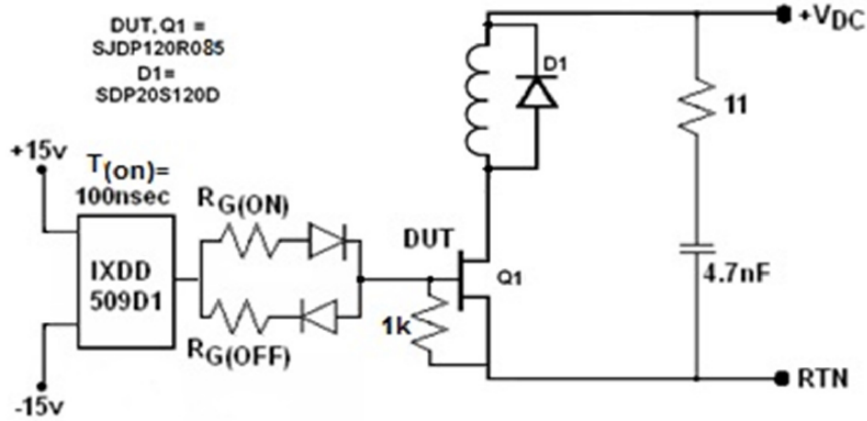 DUT, Q1 =
SJDP120R085
D1=
SDP20S120D
+15v
T(on)=
100nsec
IXDD
509D1
-15v
RG(ON)
RG(OFF)
DUT
Q1
1k
D1
+VDC
11
4.7nF
RTN